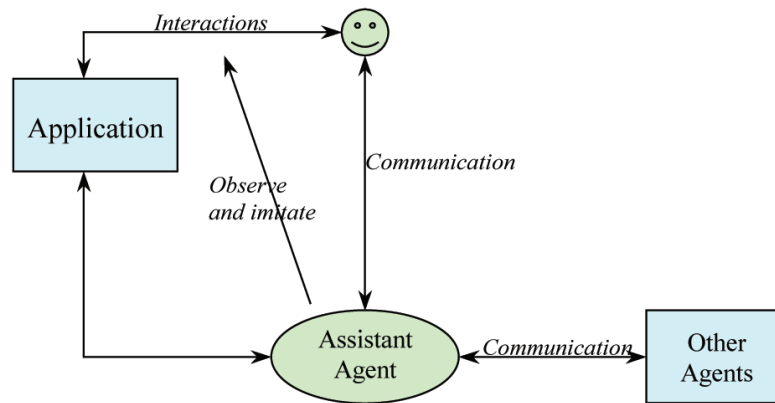 Interactions
Application
Communication
Observe
and imitate
Assistant
Agent
Communication
Other
Agents